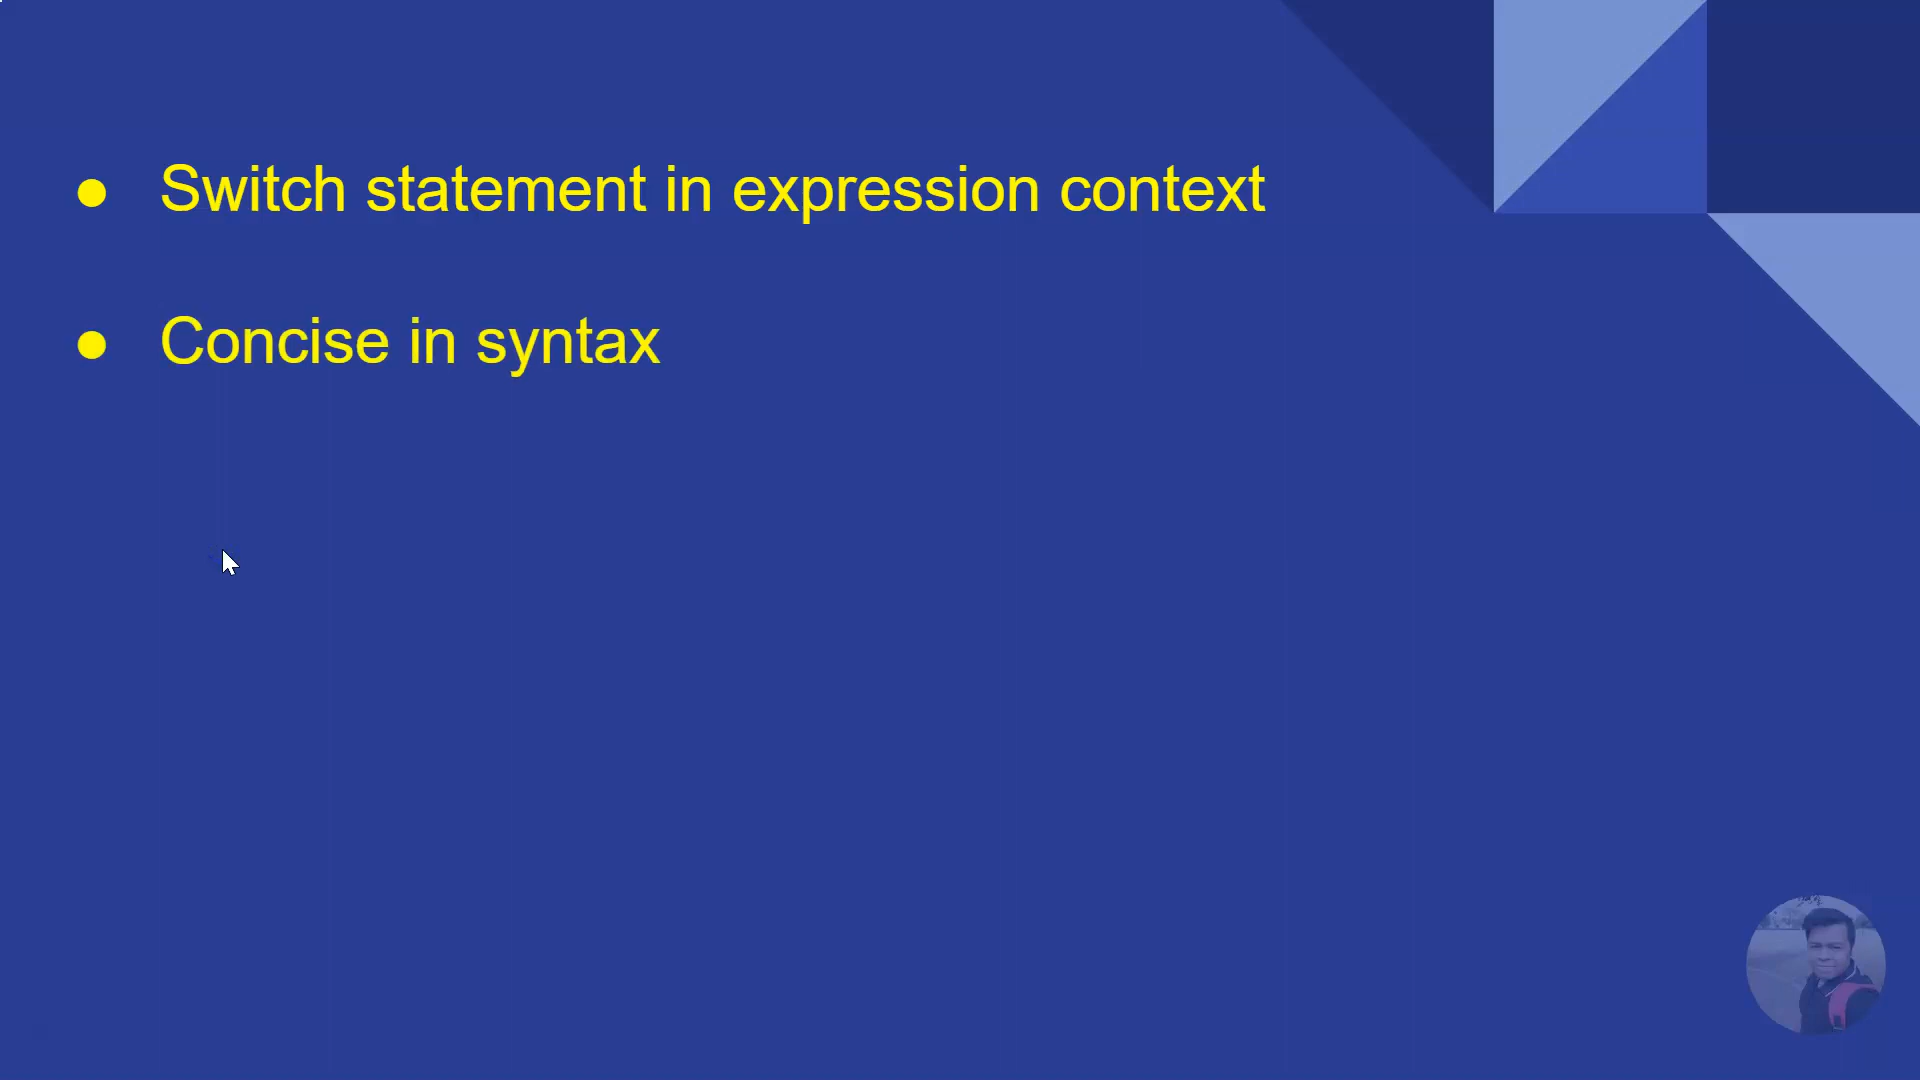 ● Switch statement in expression context
● Concise in syntax